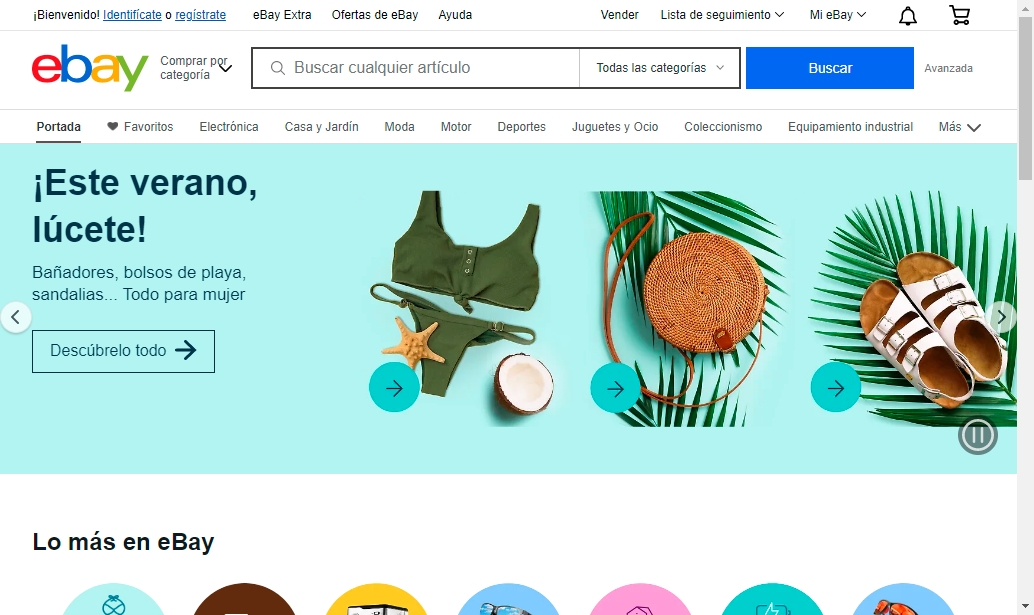 ¡Bienvenido! Identifícate o regístrate eBay Extra Ofertas de eBay Ayuda Vender Lista de seguimiento Mi eBay
ebay Comprar por categoría Buscar cualquier artículo Todas las categorías Buscar Avanzada
Portada Favoritos Electrónica Casa y Jardín Moda Motor Deportes Juguetes y Ocio Coleccionismo Equipamiento industrial Más
¡Este verano,
lúcete!
Bañadores, bolsos de playa,
sandalias... Todo para mujer
Descúbrelo todo
Lo más en eBay